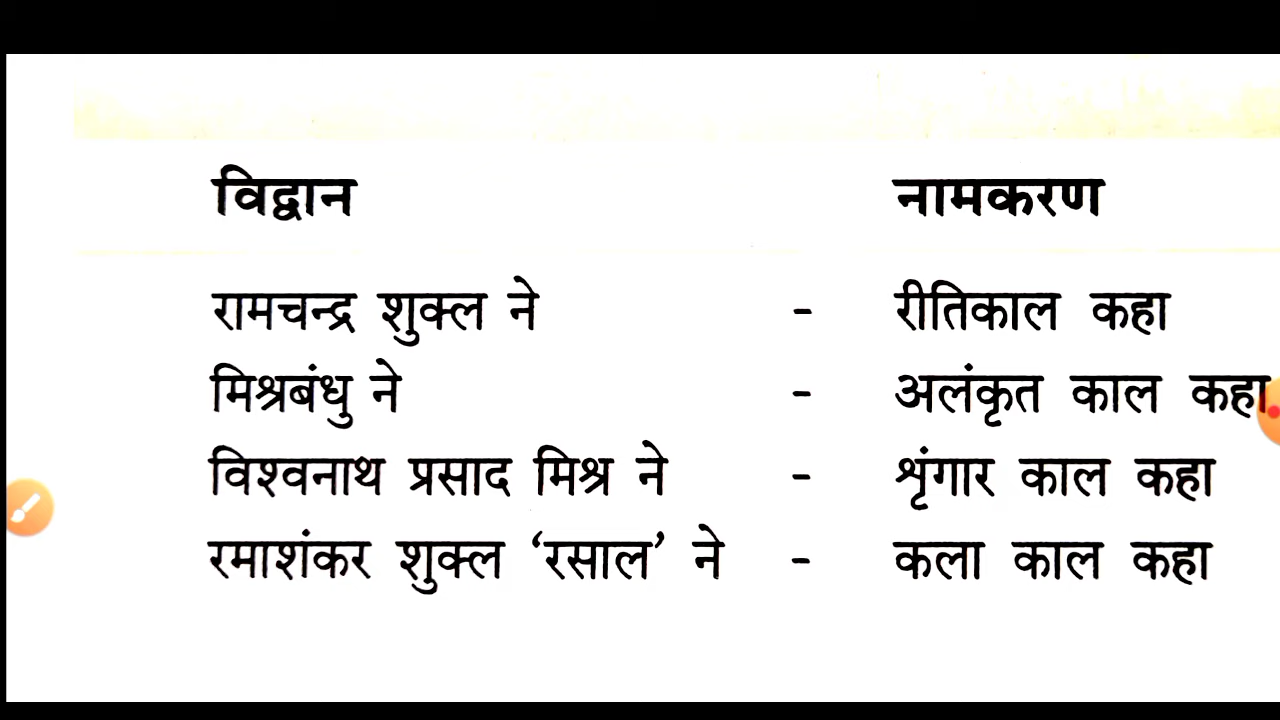 विद्वान नामकरण
रामचन्द्र शुक्ल ने - रीतिकाल कहा
मिश्रबंधु ने - अलंकृत काल कहा
विश्वनाथ प्रसाद मिश्र ने - शृंगार काल कहा
रमाशंकर शुक्ल ‘रसाल’ ने - कला काल कहा